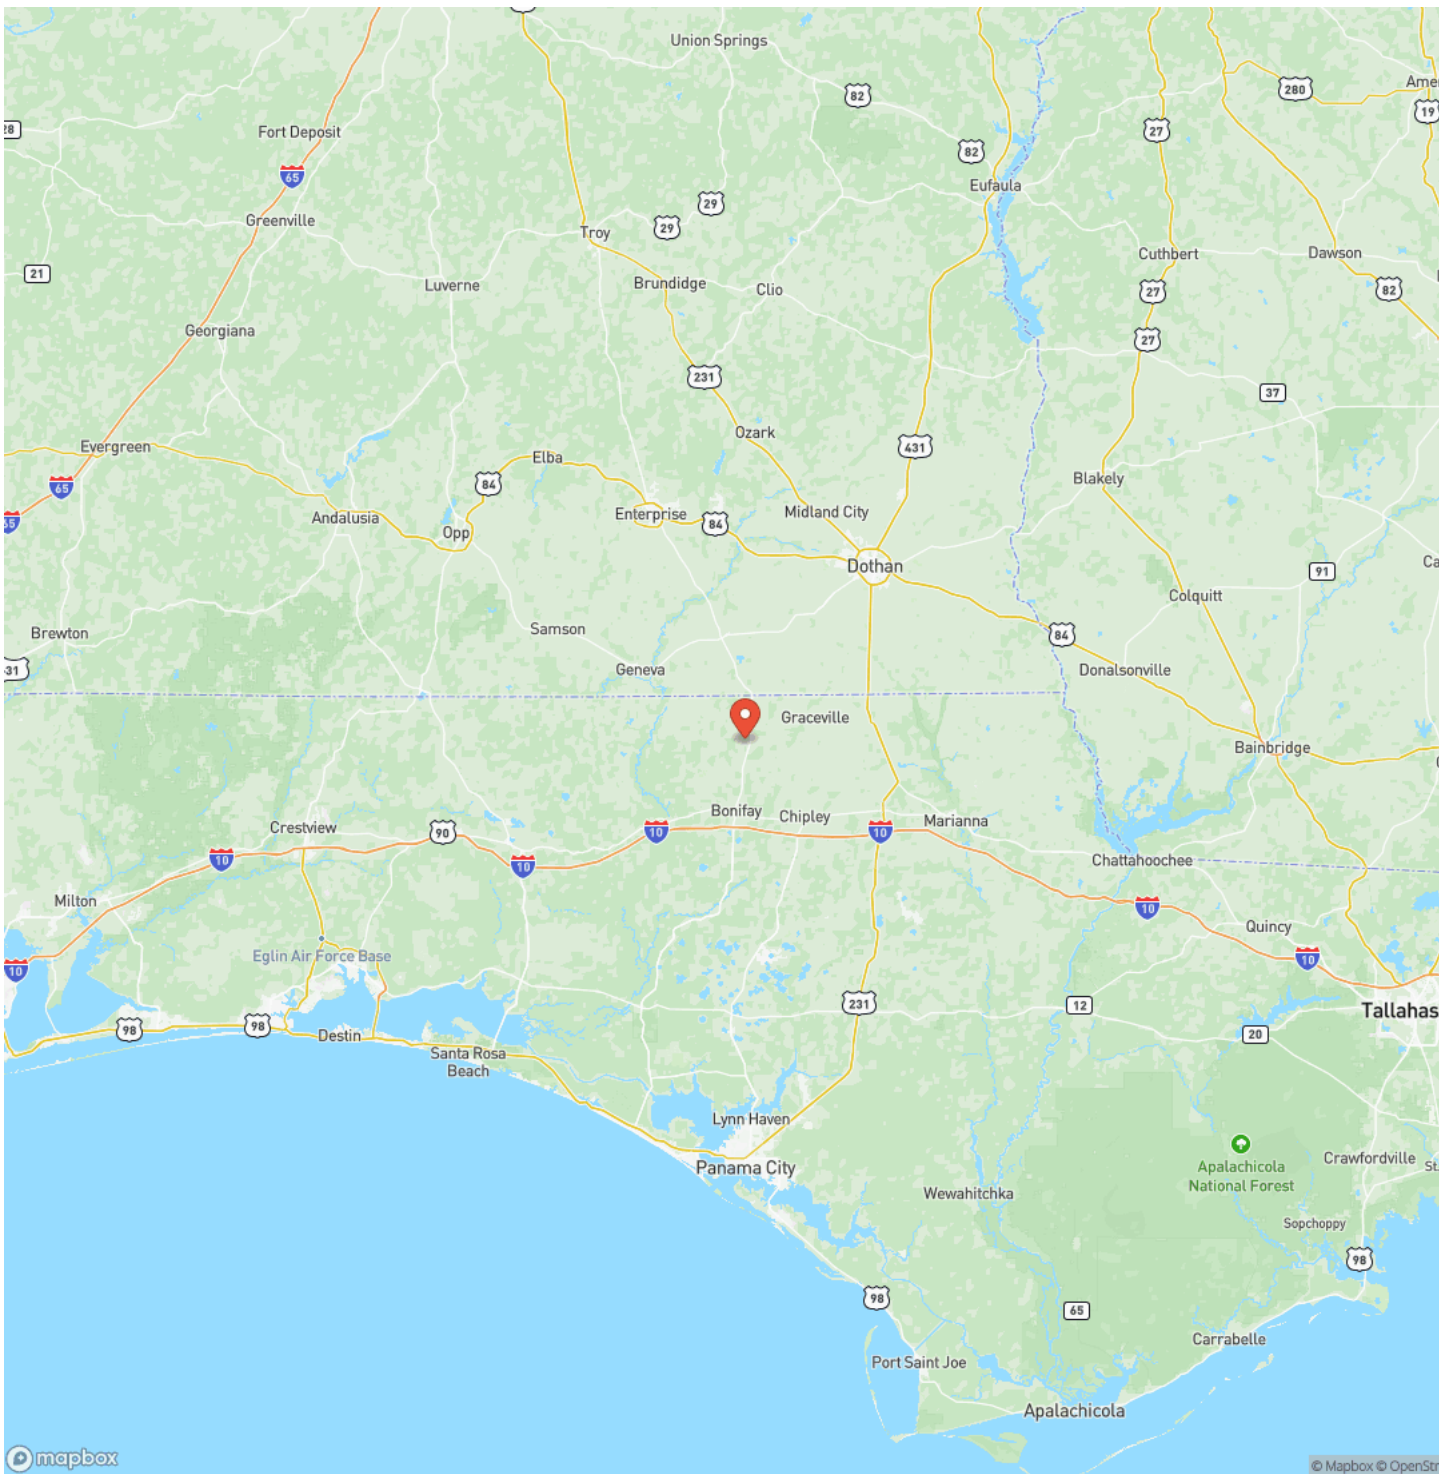 Union Springs
82
280
Ame
19
28
Fort Deposit
27
82
65
Eufaula
29
Greenville
29
Troy
Cuthbert
Dawson
21
Luverne
Brundidge
Clio
27
82
Georgiana
27
231
37
Ozark
Evergreen
431
Elba
Blakely
84
65
Midland City
Enterprise
84
65
Andalusia
Opp
Dothan
Ca
91
Colquitt
Samson
Brewton
84
31
Geneva
Donalsonville
Graceville
Bainbridge
Bonifay
Chipley
Marianna
Crestview
90
10
10
10
10
Chattahoochee
Milton
10
Quincy
Eglin Air Force Base
10
10
231
12
Tallahas
98
98
Destin
20
Santa Rosa
Beach
Lynn Haven
Panama City
Crawfordville
St.
Apalachicola
National Forest
Wewahitchka
Sopchoppy
98
98
65
Carrabelle
Port Saint Joe
Apalachicola
mapbox
© Mapbox © OpenStr